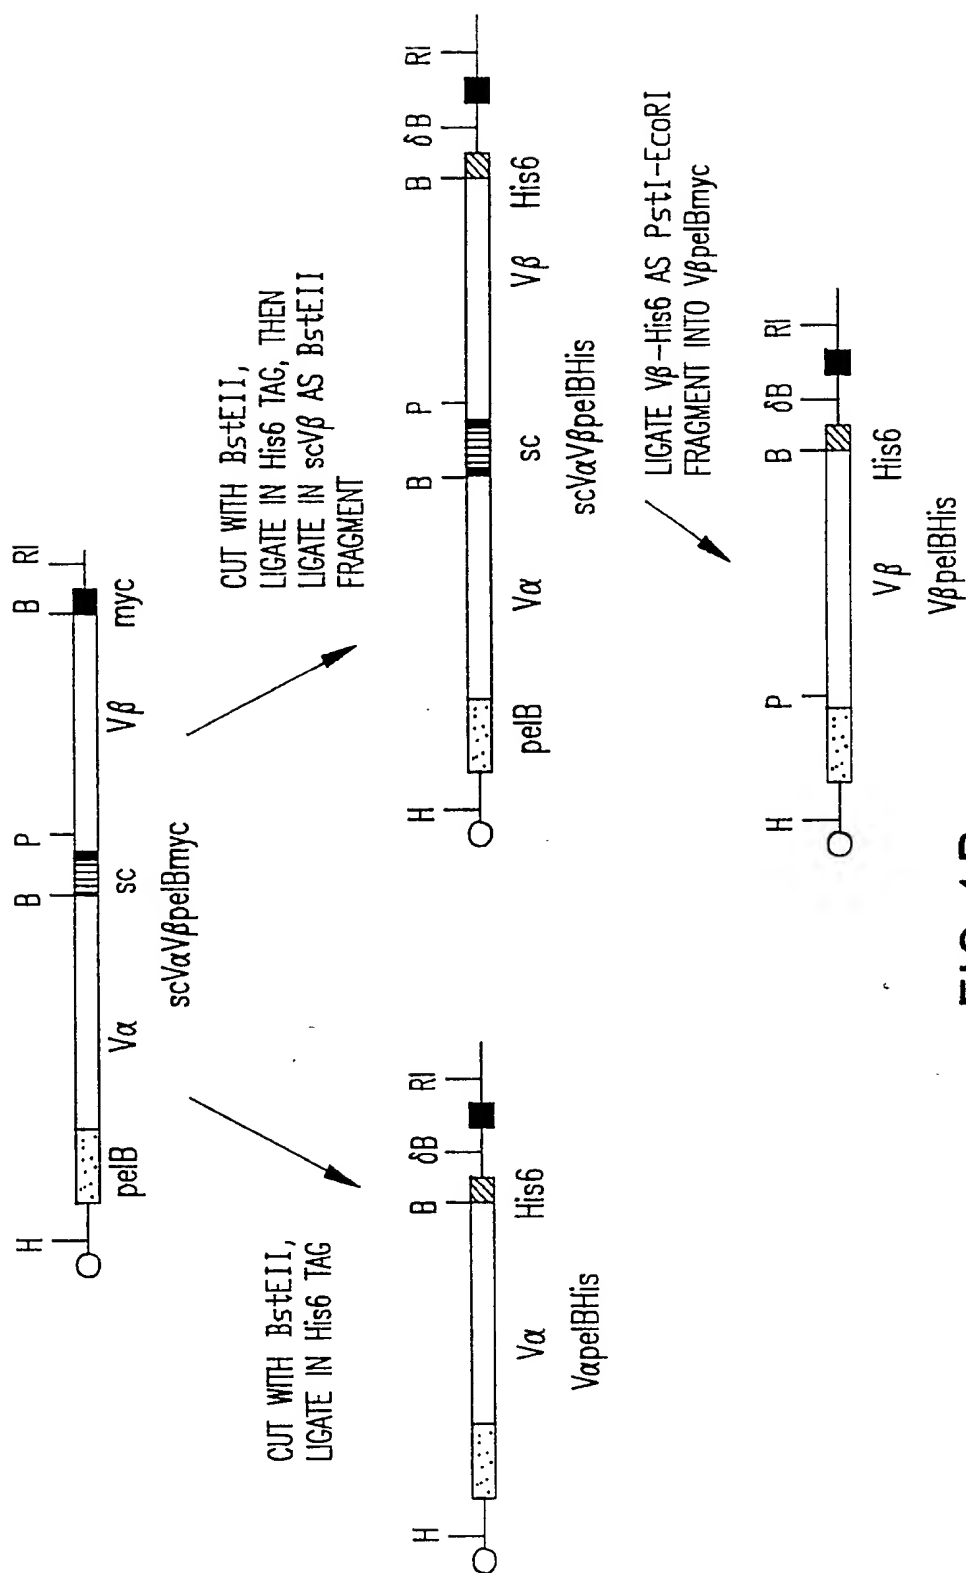 H B P B RI
pelB Vα sc Vβ myc
scVαVβpelBmyc
CUT WITH BstEII,
LIGATE IN His6 TAG
CUT WITH BstEII,
LIGATE IN His6 TAG, THEN
LIGATE IN scVβ AS BstEII
FRAGMENT
H B δB RI
Vα His6
VαpelBHis
H B P B δB RI
pelB Vα sc Vβ His6
scVαVβpelBHis
LIGATE Vβ-His6 AS PstI-EcoRI
FRAGMENT INTO VβpelBmyc
H P B δB RI
Vβ His6
VβpelBHis